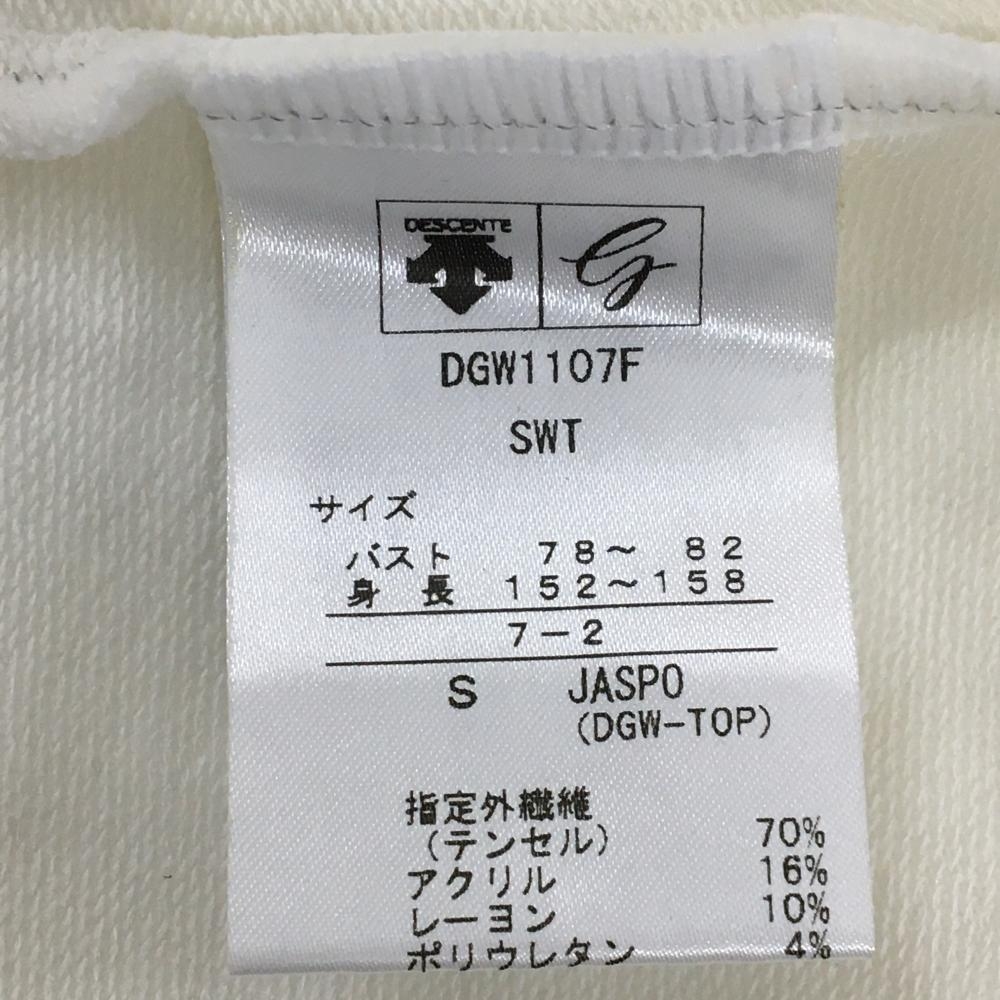 DESCENTE G
DGW1107F
SWT
サイズ
バスト 78～ 82
身 長 152～158
7－2
S JASPO
(DGW-TOP)
指定外繊維 70%
(テンセル)
アクリル 16%
レーヨン 10%
ポリウレタン 4%